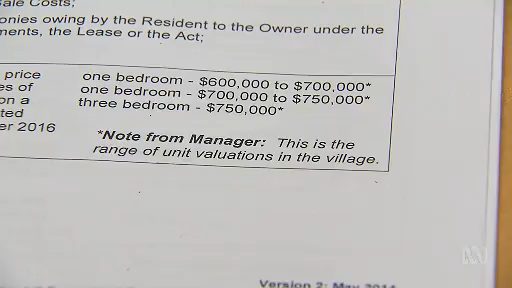 ale Costs;
onies owing by the Resident to the Owner under the
ments, the Lease or the Act;
price one bedroom - $600,000 to $700,000*
es of one bedroom - $700,000 to $750,000*
on a three bedroom - $750,000*
ted
er 2016 *Note from Manager: This is the
range of unit valuations in the village.
Version 2: May 2014